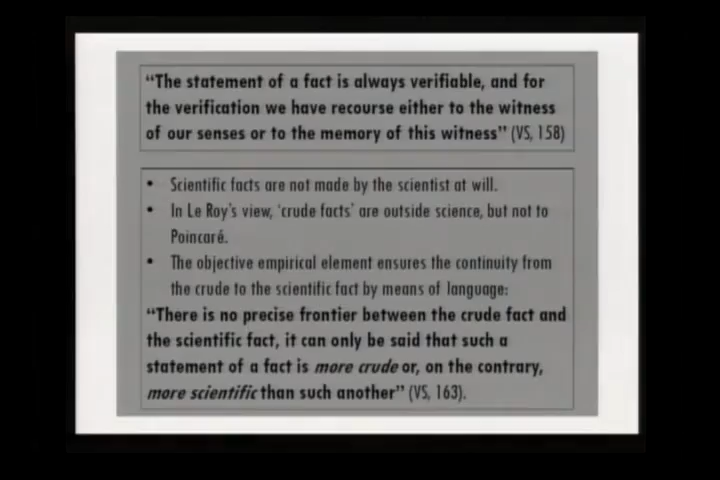 “The statement of a fact is always verifiable, and for
the verification we have recourse either to the witness
of our senses or to the memory of this witness” (VS, 158)
• Scientific facts are not made by the scientist at will.
• In Le Roy’s view, ‘crude facts’ are outside science, but not to
Poincaré.
• The objective empirical element ensures the continuity from
the crude to the scientific fact by means of language:
“There is no precise frontier between the crude fact and
the scientific fact, it can only be said that such a
statement of a fact is more crude or, on the contrary,
more scientific than such another” (VS, 163).